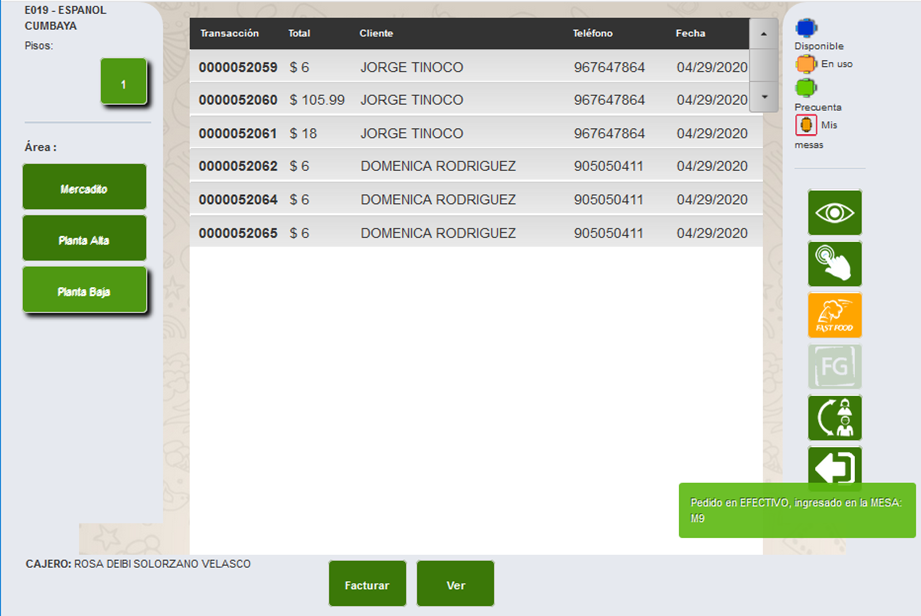 E019 - ESPANOL
CUMBAYA
Pisos:
1
Área :
Mercadito
Planta Alta
Planta Baja
Transacción Total Cliente Teléfono Fecha
0000052059 $ 6 JORGE TINOCO 967647864 04/29/2020
0000052060 $ 105.99 JORGE TINOCO 967647864 04/29/2020
0000052061 $ 18 JORGE TINOCO 967647864 04/29/2020
0000052062 $ 6 DOMENICA RODRIGUEZ 905050411 04/29/2020
0000052064 $ 6 DOMENICA RODRIGUEZ 905050411 04/29/2020
0000052065 $ 6 DOMENICA RODRIGUEZ 905050411 04/29/2020
Disponible
En uso
Precuenta
Mis
mesas
FAST FOOD
FG
Pedido en EFECTIVO, ingresado en la MESA:
M9
CAJERO: ROSA DEIBI SOLORZANO VELASCO
Facturar
Ver